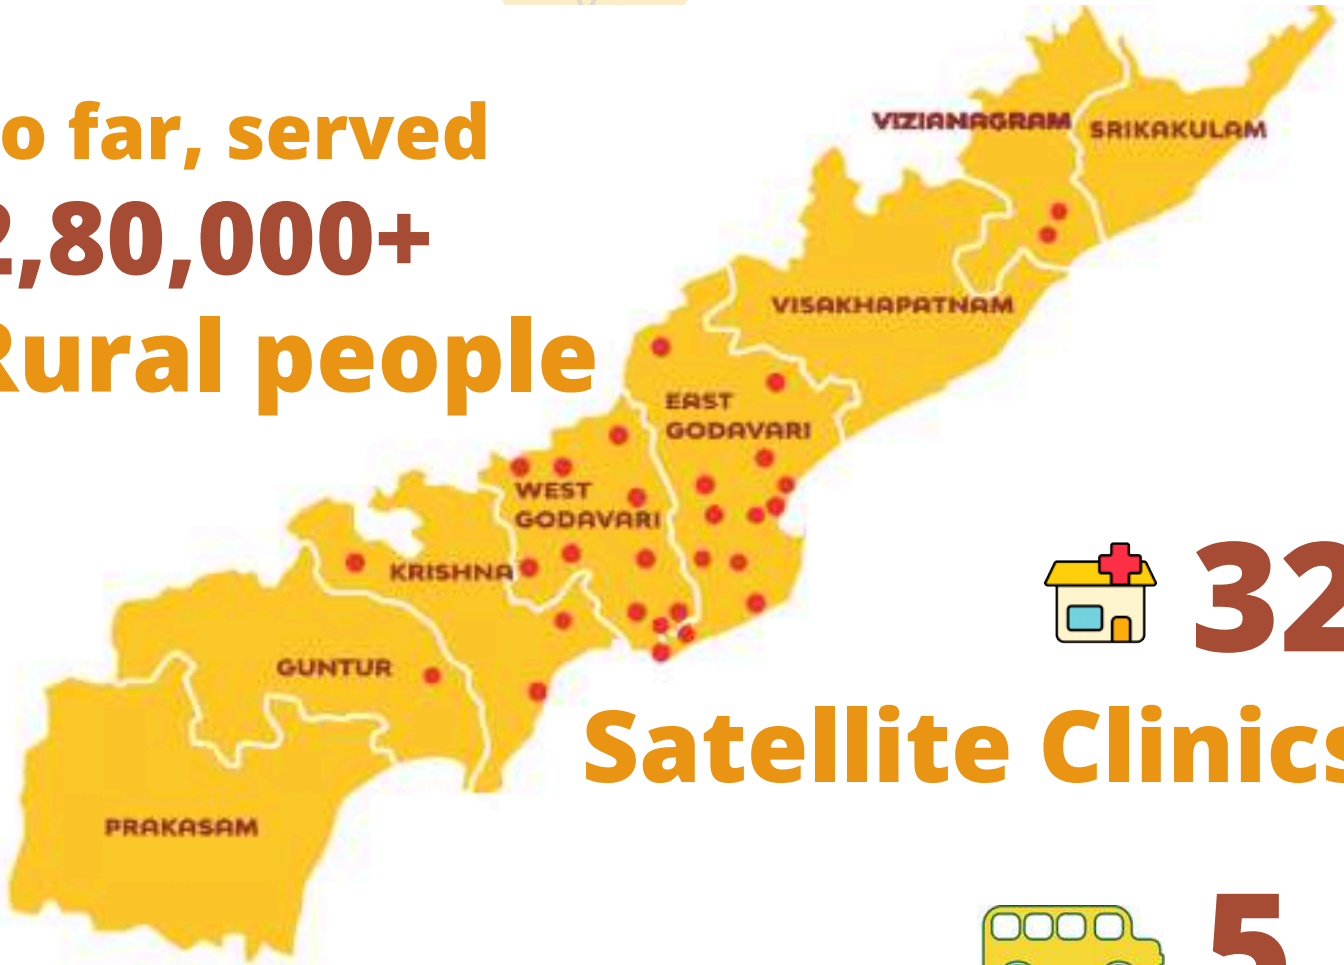 o far, served
2,80,000+
Rural people
VIZIANAGRAM
SRIKAKULAM
VISAKHAPATNAM
EAST
GODAVARI
WEST
GODAVARI
KRISHNA
GUNTUR
PRAKASAM
32
Satellite Clinics
5